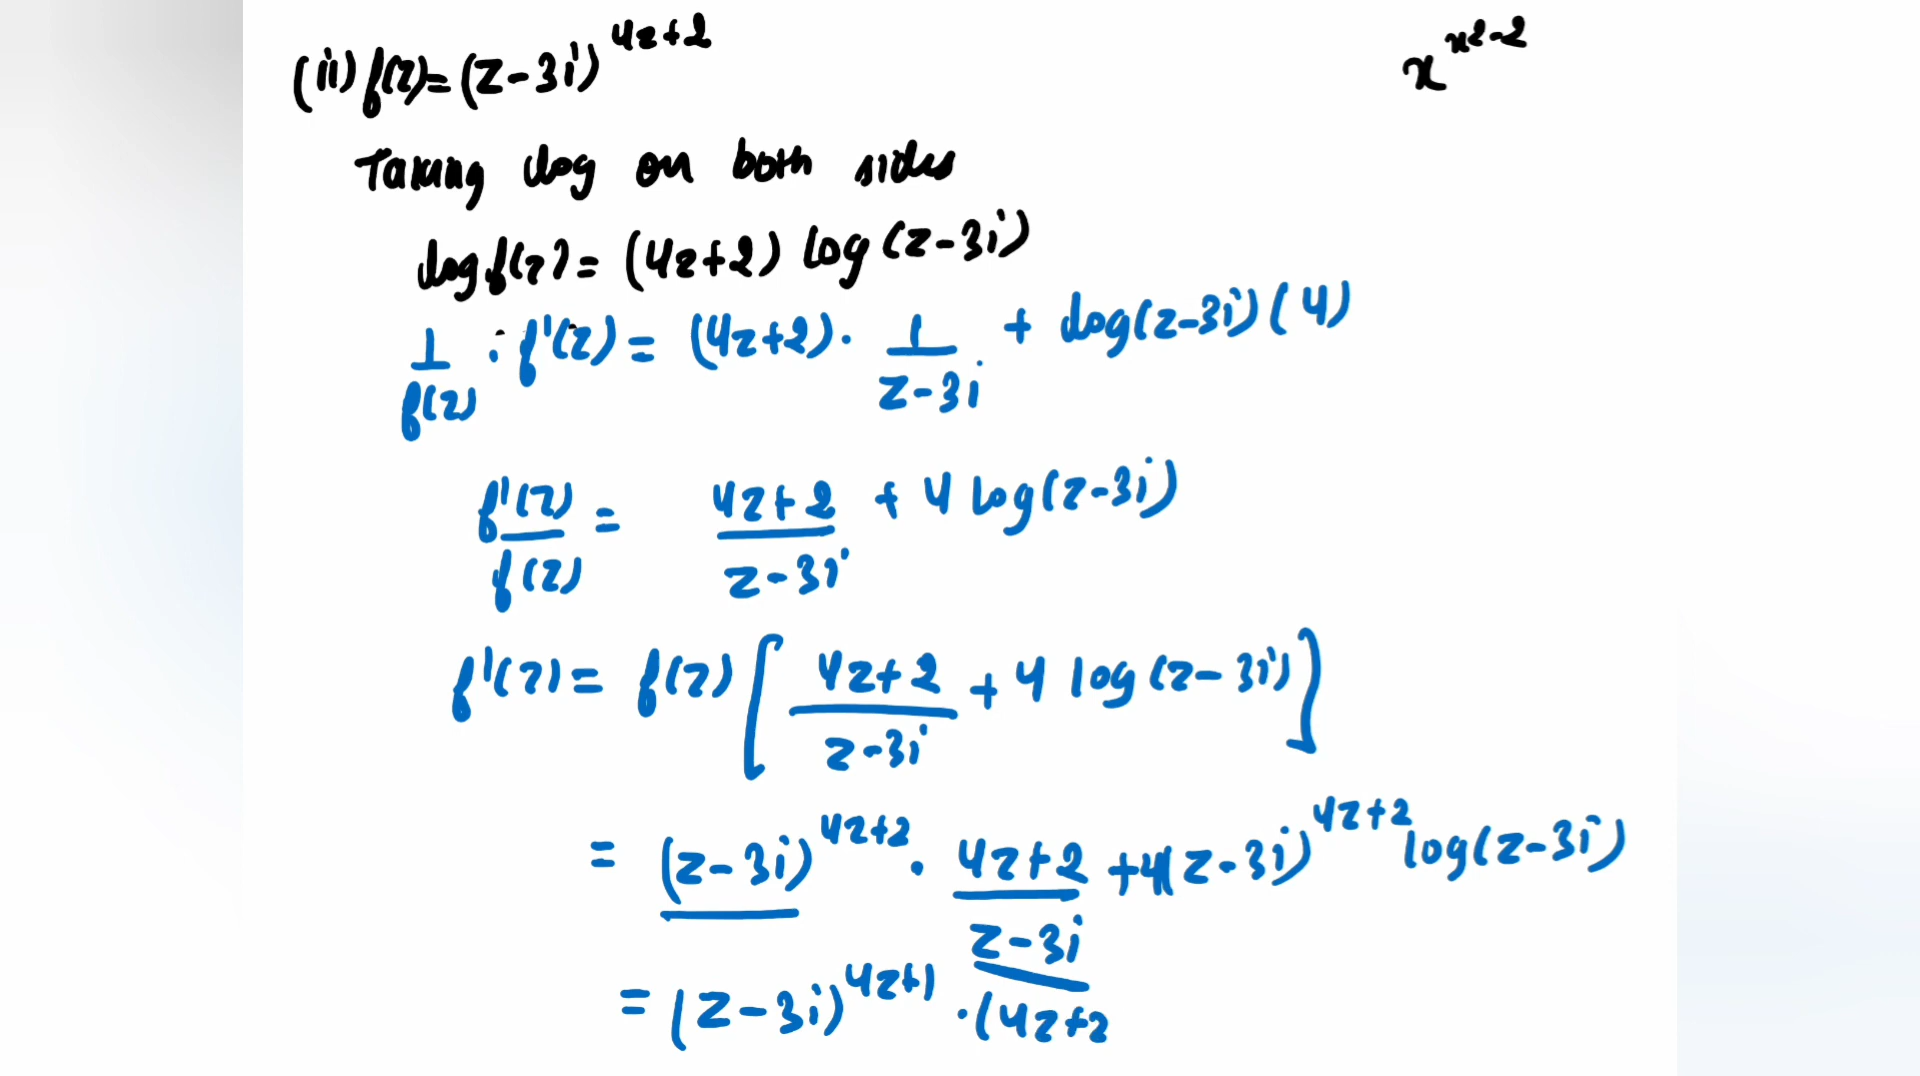 (ii) f(z) = (z-3i)^{4z+2}
x^{x^2-2}
Taking log on both sides
log f(z) = (4z+2) log (z-3i)
1/f(z) · f'(z) = (4z+2) · 1/(z-3i) + log(z-3i) (4)
f'(z)/f(z) = (4z+2)/(z-3i) + 4 log(z-3i)
f'(z) = f(z) [ (4z+2)/(z-3i) + 4 log (z-3i) ]
= (z-3i)^{4z+2} · (4z+2)/(z-3i) + 4(z-3i)^{4z+2} log(z-3i)
= (z-3i)^{4z+1} · (4z+2